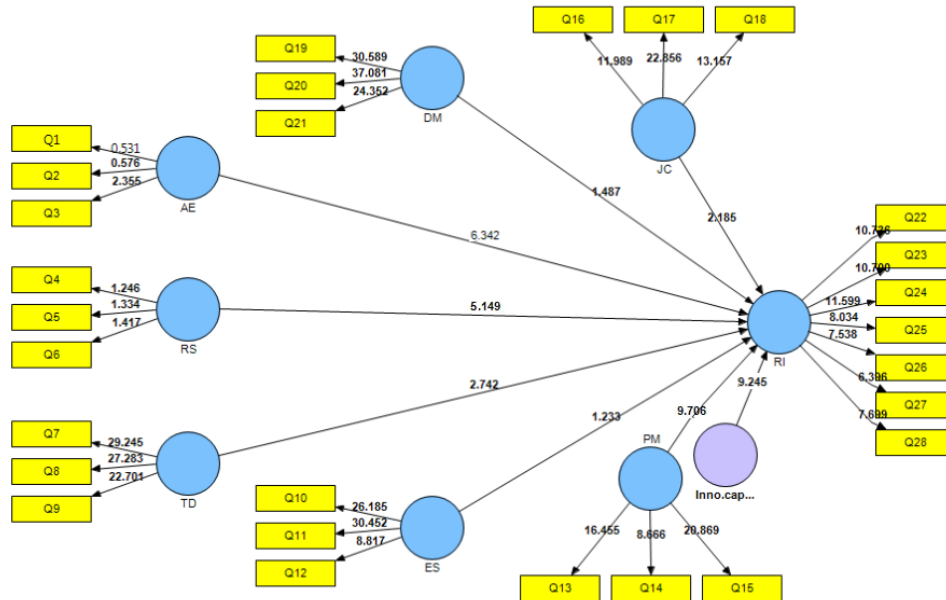 Q16
Q17
Q18
11.989
22.856
13.157
JC
Q19
Q20
Q21
30.589
37.081
24.352
DM
Q1
Q2
Q3
0.531
0.576
2.355
AE
1.487
2.185
6.342
Q4
Q5
Q6
1.246
1.334
1.417
RS
5.149
Q22
Q23
Q24
Q25
Q26
Q27
Q28
10.736
10.700
11.599
8.034
7.538
6.396
7.699
RI
2.742
Q7
Q8
Q9
29.245
27.283
22.701
TD
1.233
9.706
9.245
Q10
Q11
Q12
26.185
30.452
8.817
ES
PM
Inno.cap...
16.455
8.666
20.869
Q13
Q14
Q15